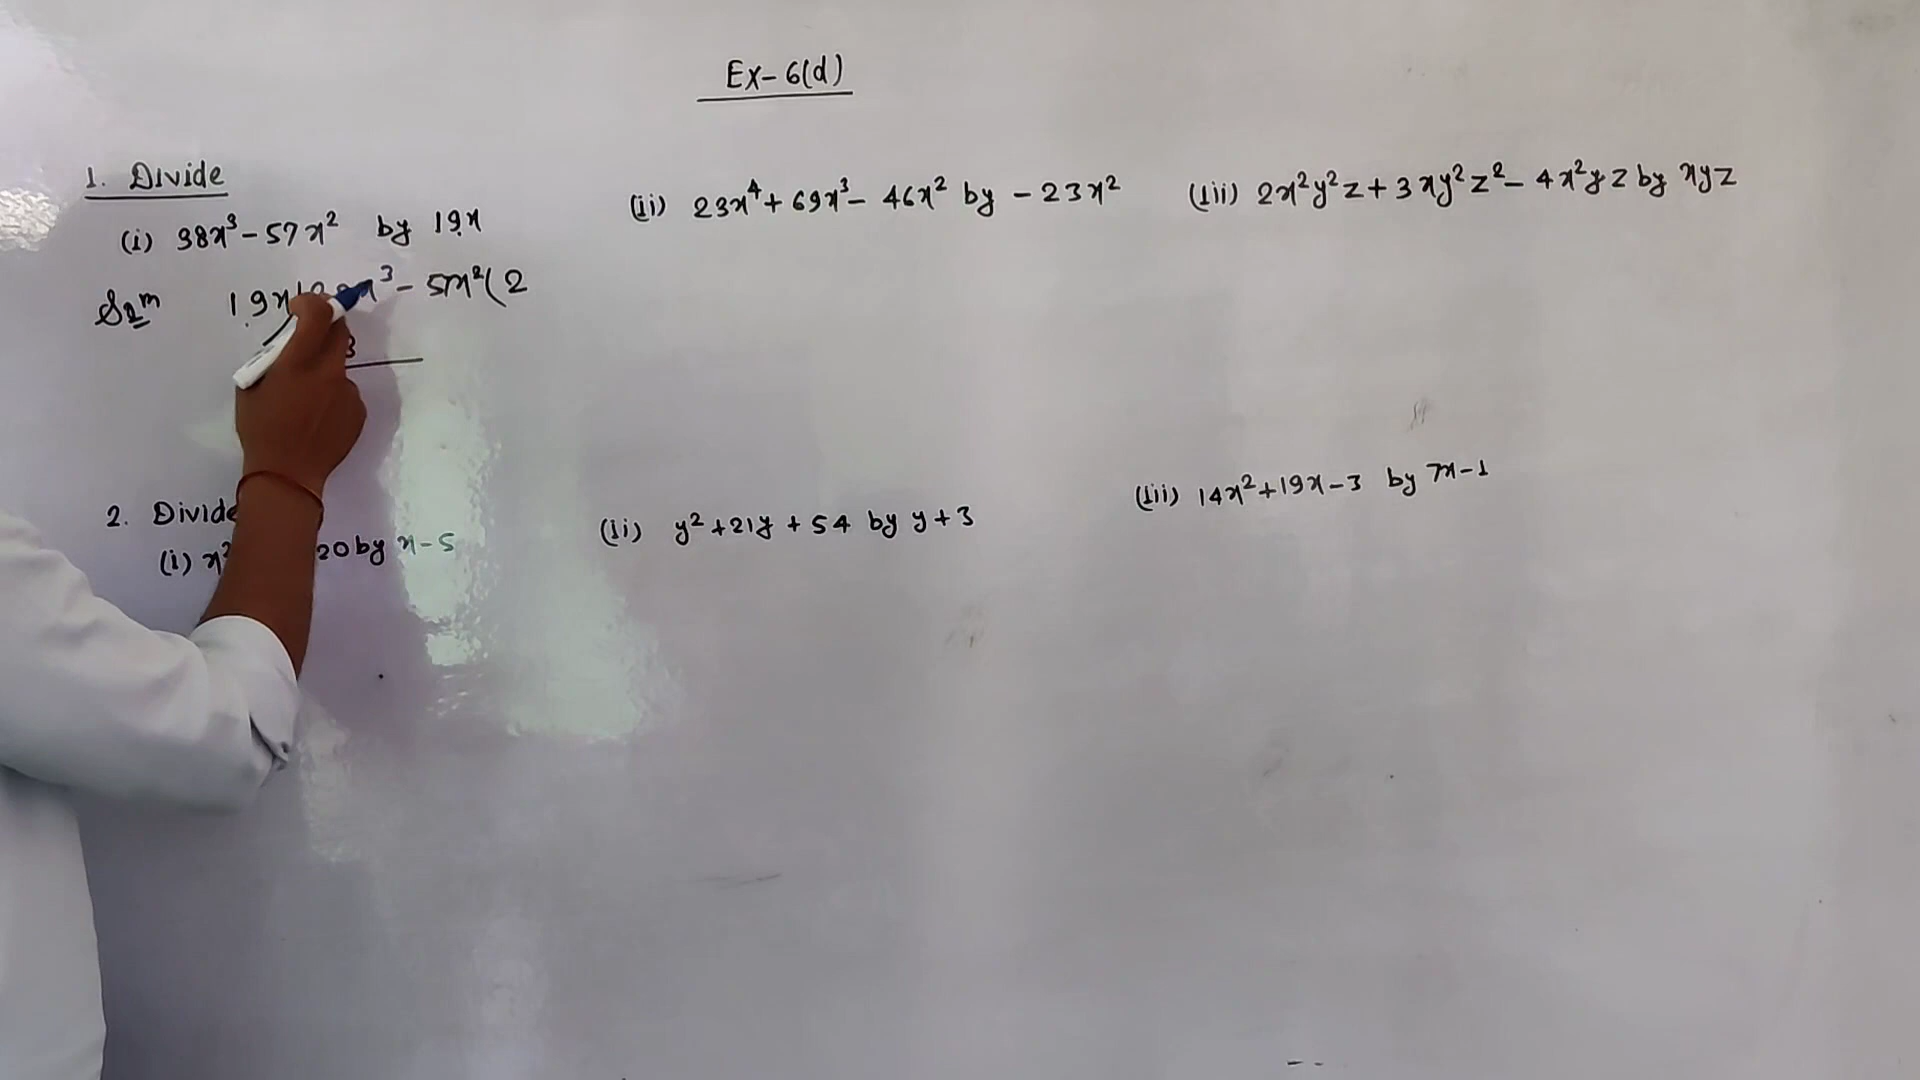 Ex-6(d)
1. Divide
(i) 38x³ - 57x² by 19x
(ii) 23x⁴ + 69x³ - 46x² by - 23x²
(iii) 2x²y²z + 3xy²z² - 4x²yz by xyz
Solⁿ 19x x³ - 57x² ( 2
2. Divide
(i) x² 20 by x - 5
(ii) y² + 21y + 54 by y + 3
(iii) 14x² + 19x - 3 by 7x - 1